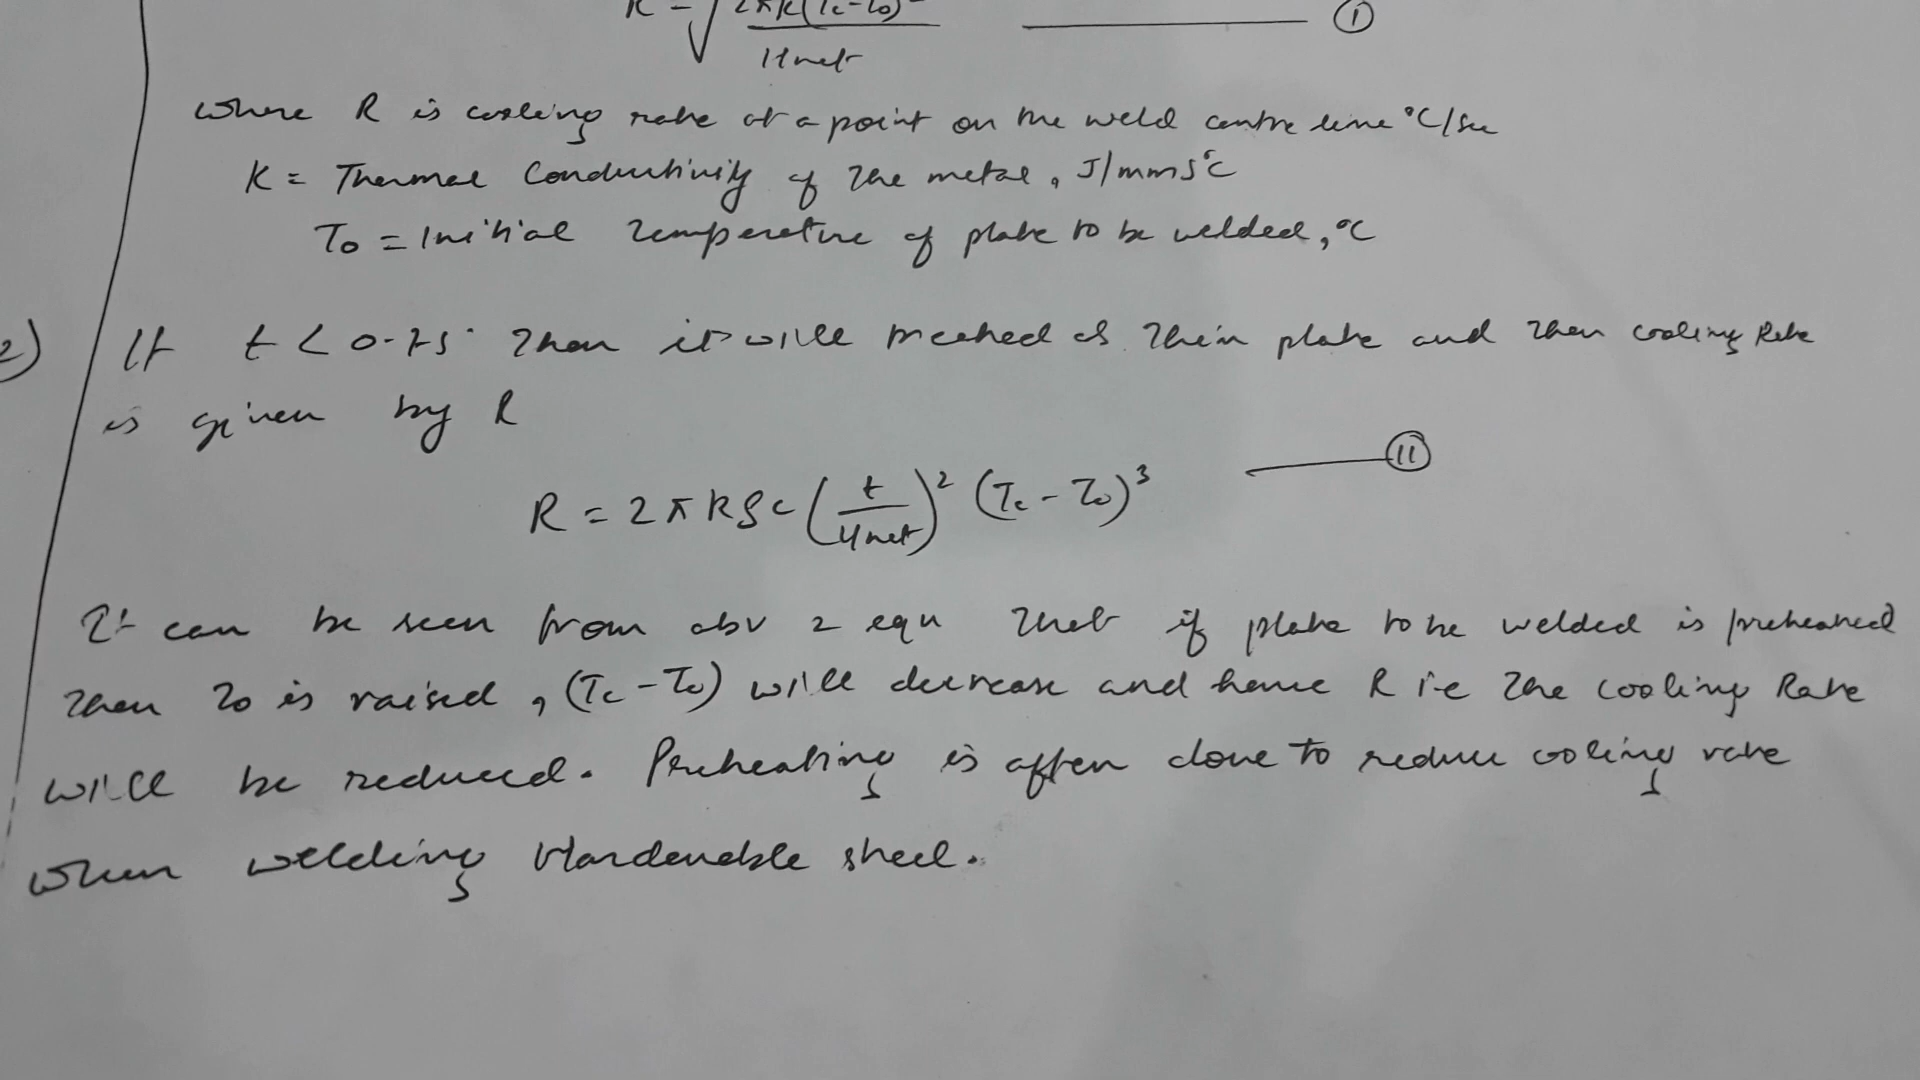 R = √ 2πK(Tc-To)² / Hnet ——— (I)
where R is cooling rate at a point on the weld centre line °C/sec
K = Thermal Conductivity of the metal, J/mms°C
To = Initial temperature of plate to be welded, °C
2) If t < 0.75 then it will treated as thin plate and then cooling Rate
is given by R
R = 2πKρc (t/Hnet)² (Tc - To)³ ——— (II)
It can be seen from abv 2 equ that if plate to be welded is preheated
then To is raised, (Tc - To) will decrease and hence R i.e the cooling Rate
will be reduced. Preheating is often done to reduce cooling rate
when welding Hardenable steel.